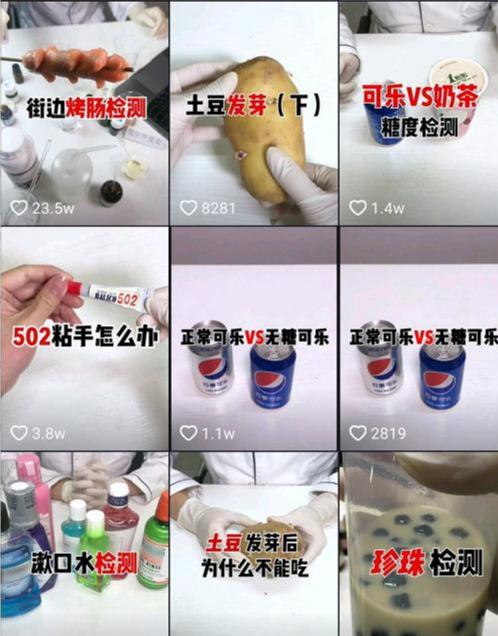 街边烤肠检测
23.5w
土豆发芽(下)
8281
可乐VS奶茶
糖度检测
1.4w
502
502粘手怎么办
3.8w
正常可乐VS无糖可乐
1.1w
正常可乐VS无糖可乐
2819
漱口水检测
土豆发芽后
为什么不能吃
珍珠检测